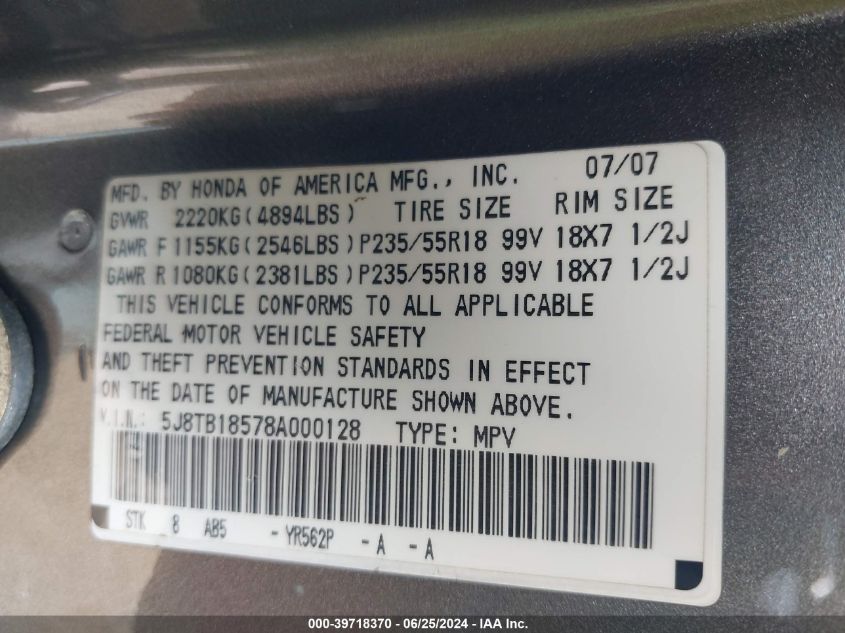 MFD. BY HONDA OF AMERICA MFG., INC. 07/07
GVWR 2220KG(4894LBS) TIRE SIZE RIM SIZE
GAWR F1155KG(2546LBS)P235/55R18 99V 18X7 1/2J
GAWR R1080KG(2381LBS)P235/55R18 99V 18X7 1/2J
THIS VEHICLE CONFORMS TO ALL APPLICABLE
FEDERAL MOTOR VEHICLE SAFETY
AND THEFT PREVENTION STANDARDS IN EFFECT
ON THE DATE OF MANUFACTURE SHOWN ABOVE.
V.I.N.: 5J8TB18578A000128 TYPE: MPV
STK 8 AB5 -YR562P -A -A
000-39718370 - 06/25/2024 - IAA Inc.